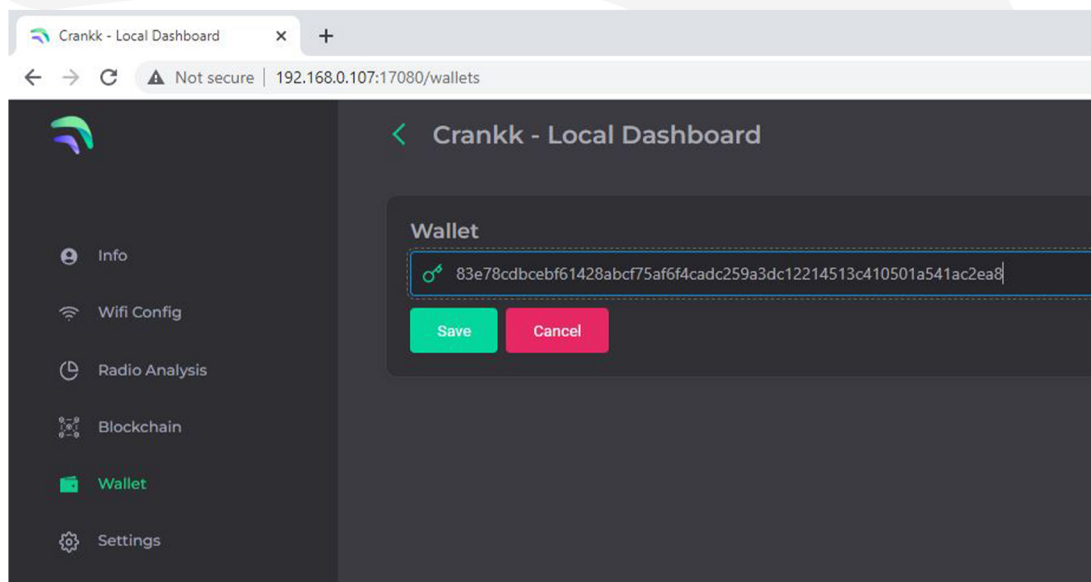 Crankk - Local Dashboard
Not secure | 192.168.0.107:17080/wallets
Crankk - Local Dashboard
Info
Wifi Config
Radio Analysis
Blockchain
Wallet
Settings
Wallet
83e78cdbcebf61428abcf75af6f4cadc259a3dc12214513c410501a541ac2ea8
Save Cancel